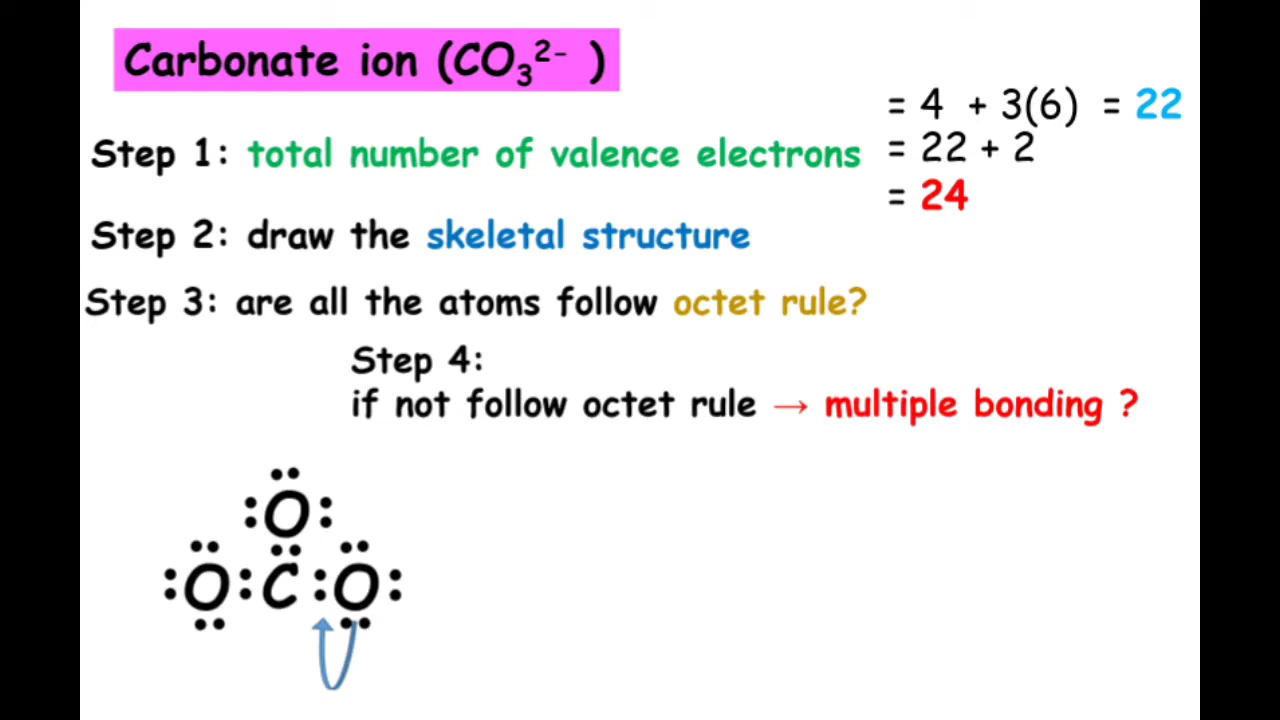 Carbonate ion (CO₃²⁻ )
= 4 + 3(6) = 22
Step 1: total number of valence electrons = 22 + 2
= 24
Step 2: draw the skeletal structure
Step 3: are all the atoms follow octet rule?
Step 4:
if not follow octet rule → multiple bonding ?
O
O C O